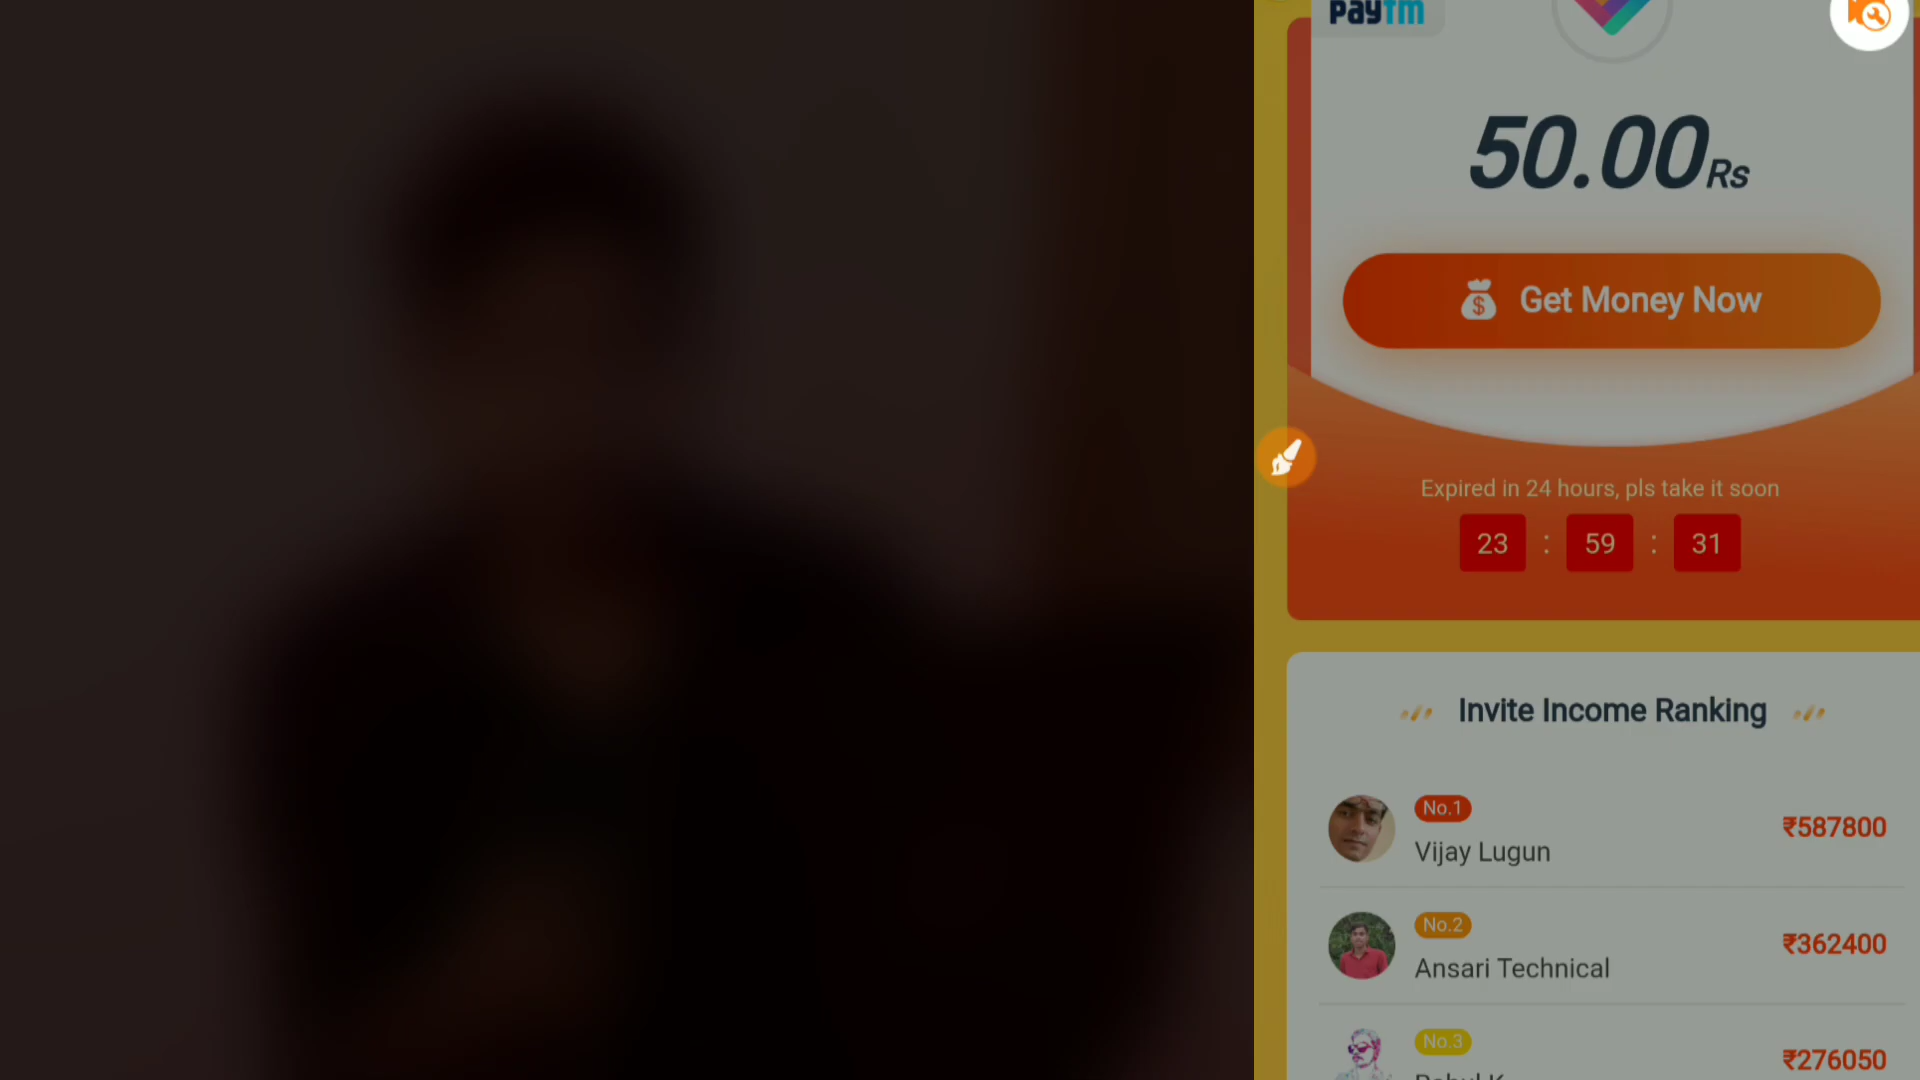 paytm
50.00Rs
Get Money Now
Expired in 24 hours, pls take it soon
23 : 59 : 31
Invite Income Ranking
No.1
Vijay Lugun
₹587800
No.2
Ansari Technical
₹362400
No.3
₹276050